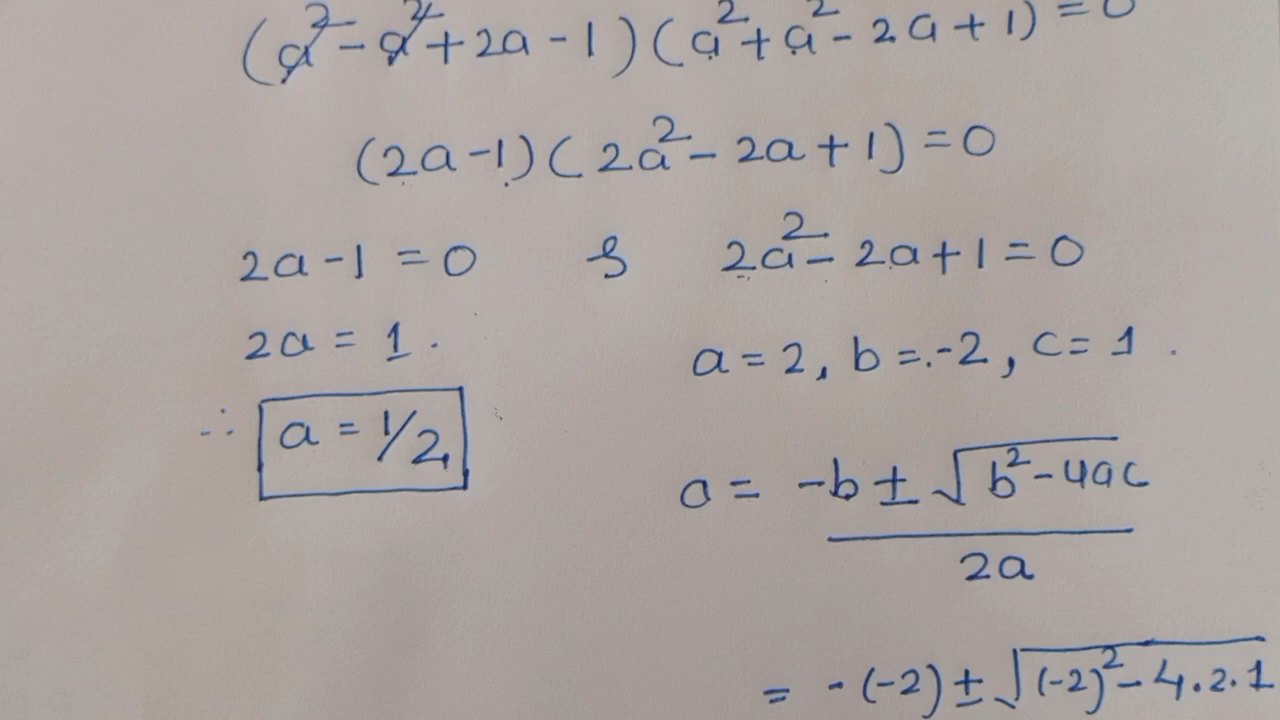 (a² - a² + 2a - 1) (a² + a² - 2a + 1) = 0
(2a - 1) (2a² - 2a + 1) = 0
2a - 1 = 0 & 2a² - 2a + 1 = 0
2a = 1. a = 2, b = -2, c = 1.
∴ a = 1/2 
a = -b ± √b² - 4ac
2a
= -(-2) ± √(-2)² - 4.2.1